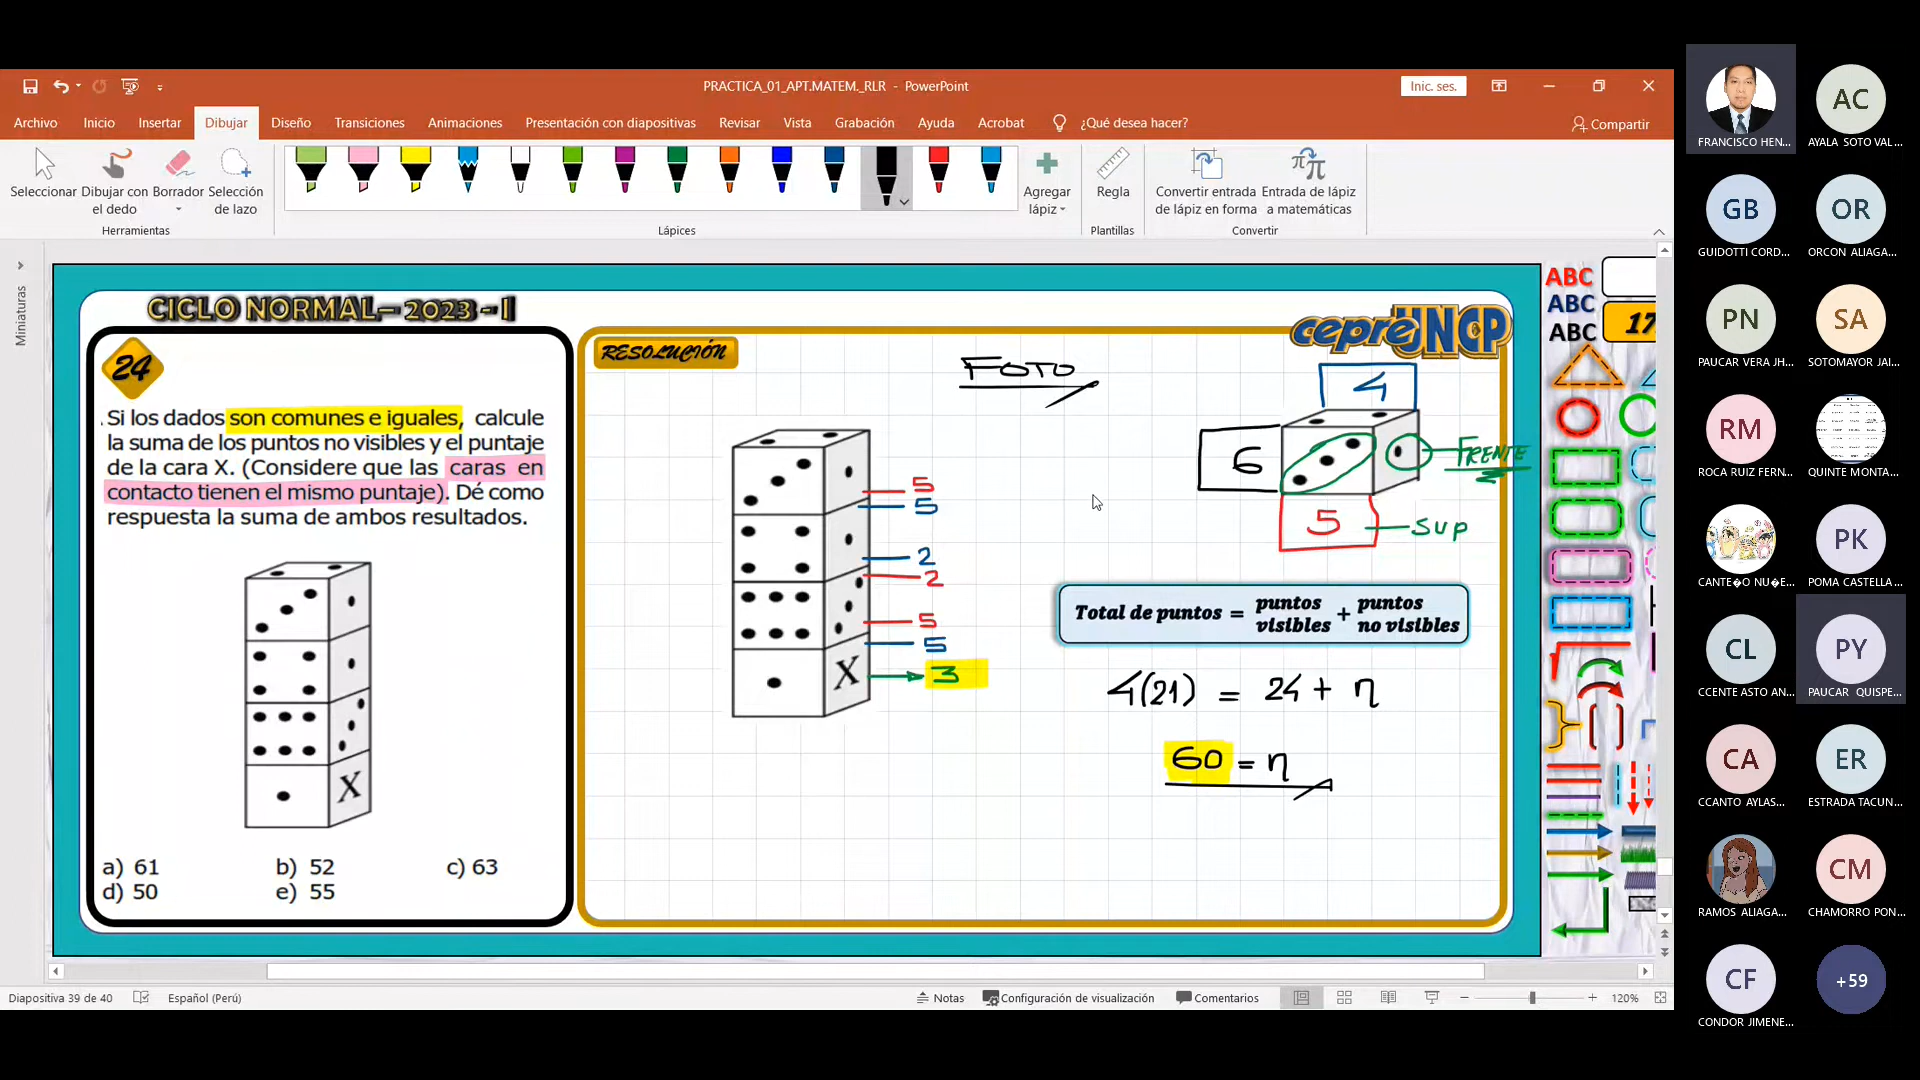 PRACTICA_01_APT.MATEM._RLR - PowerPoint
Inic. ses.
Archivo Inicio Insertar Dibujar Diseño Transiciones Animaciones Presentación con diapositivas Revisar Vista Grabación Ayuda Acrobat ¿Qué desea hacer? Compartir
Seleccionar Dibujar con el dedo Borrador Selección de lazo
Herramientas
Lápices
Agregar lápiz
Regla
Plantillas
Convertir entrada de lápiz en forma
Entrada de lápiz a matemáticas
Convertir
Miniaturas
CICLO NORMAL - 2023 - I
cepre UNCP
24
. Si los dados son comunes e iguales, calcule
la suma de los puntos no visibles y el puntaje
de la cara X. (Considere que las caras en
contacto tienen el mismo puntaje). Dé como
respuesta la suma de ambos resultados.
X
a) 61 b) 52 c) 63
d) 50 e) 55
RESOLUCIÓN
FOTO
5
5
2
2
5
5
X
3
4
6
FRENTE
5
SUP
Total de puntos = puntos visibles + puntos no visibles
4(21) = 24 + n
60 = n
ABC
ABC
ABC
17
Diapositiva 39 de 40 Español (Perú) Notas Configuración de visualización Comentarios 120%
FRANCISCO HEN...
AC
AYALA SOTO VAL...
GB
GUIDOTTI CORD...
OR
ORCON ALIAGA...
PN
PAUCAR VERA JH...
SA
SOTOMAYOR JAI...
RM
ROCA RUIZ FERN...
QUINTE MONTA...
CANTE�O NU�E...
PK
POMA CASTELLA...
CL
CCENTE ASTO AN...
PY
PAUCAR QUISPE...
CA
CCANTO AYLAS...
ER
ESTRADA TACUN...
RAMOS ALIAGA...
CM
CHAMORRO PON...
CF
CONDOR JIMENE...
+59